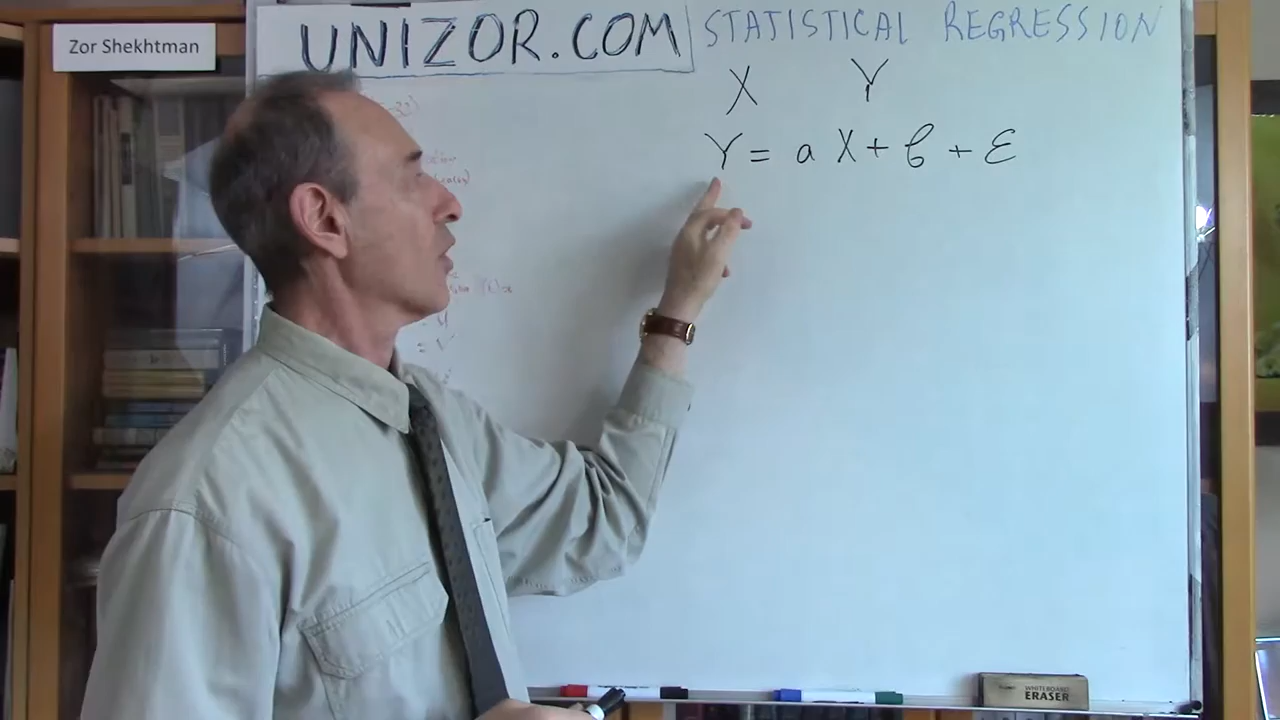 Zor Shekhtman
UNIZOR.COM
STATISTICAL REGRESSION
X Y
Y = a X + b + ε
WHITEBOARD
ERASER